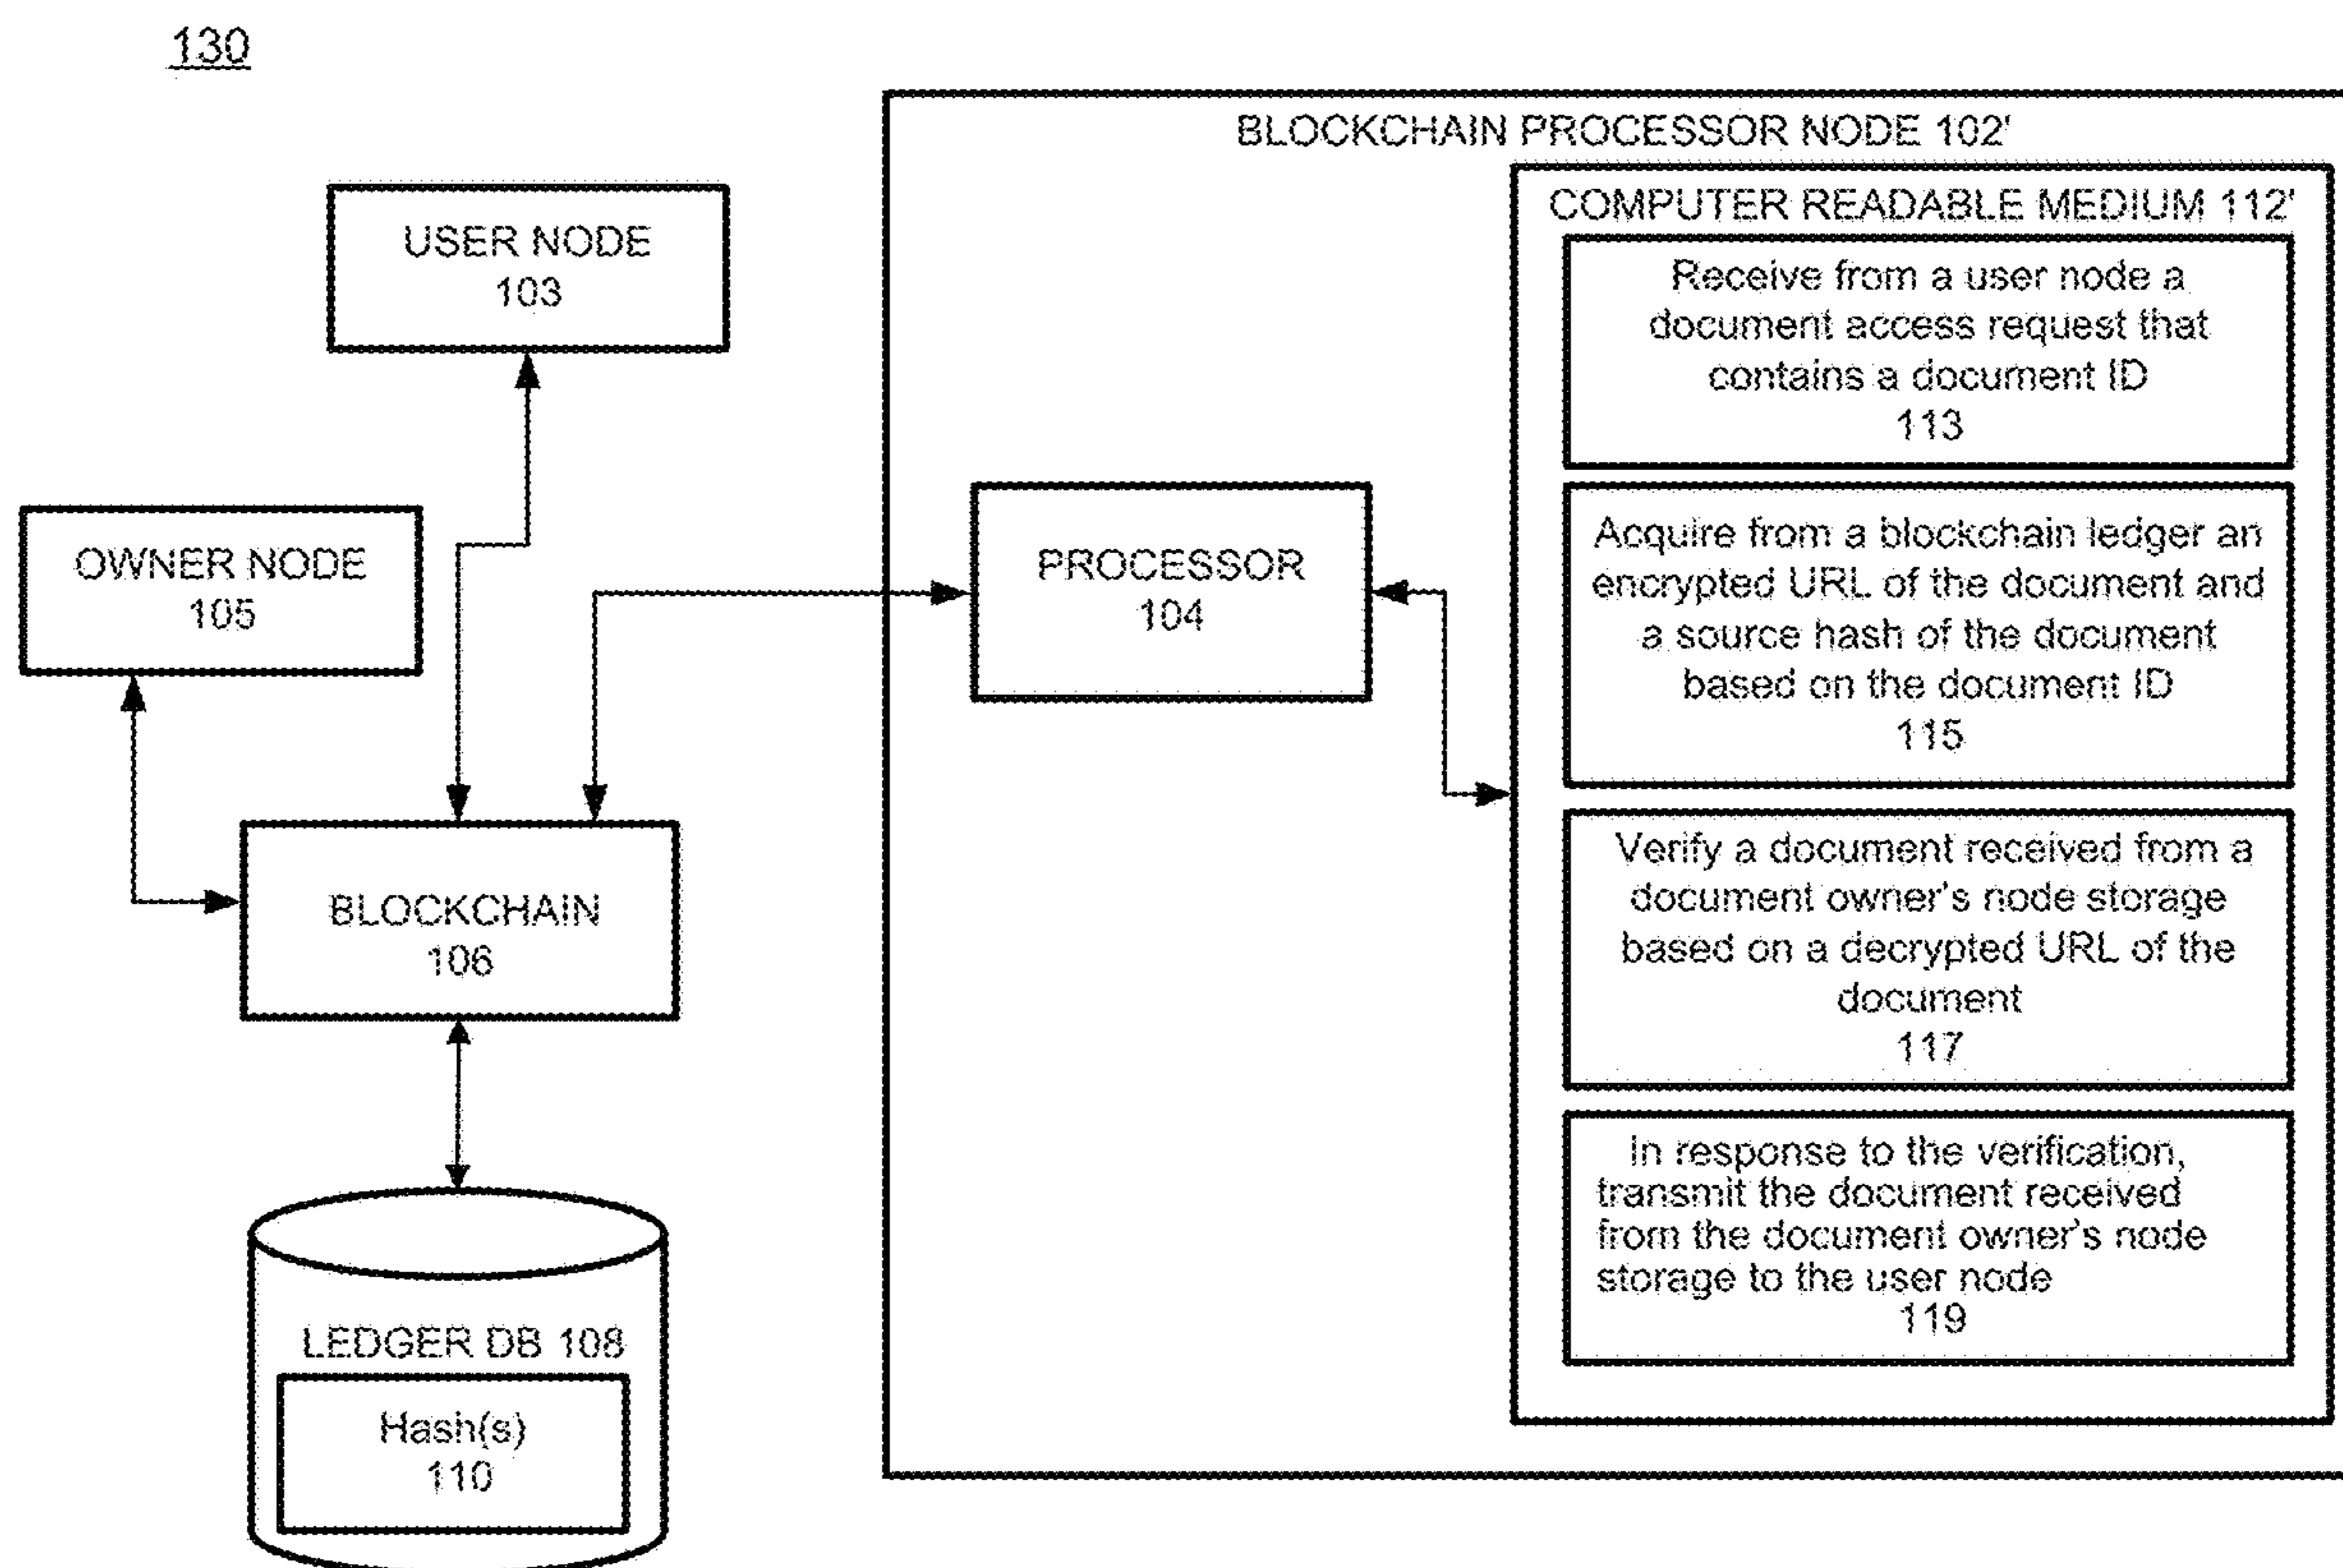 130
BLOCKCHAIN PROCESSOR NODE 102'
COMPUTER READABLE MEDIUM 112'
USER NODE
103
Receive from a user node a
document access request that
contains a document ID
113
OWNER NODE
105
PROCESSOR
104
Acquire from a blockchain ledger an
encrypted URL of the document and
a source hash of the document
based on the document ID
115
BLOCKCHAIN
106
Verify a document received from a
document owner's node storage
based on a decrypted URL of the
document
117
In response to the verification,
transmit the document received
from the document owner's node
storage to the user node
119
LEDGER DB 108
Hash(s)
110